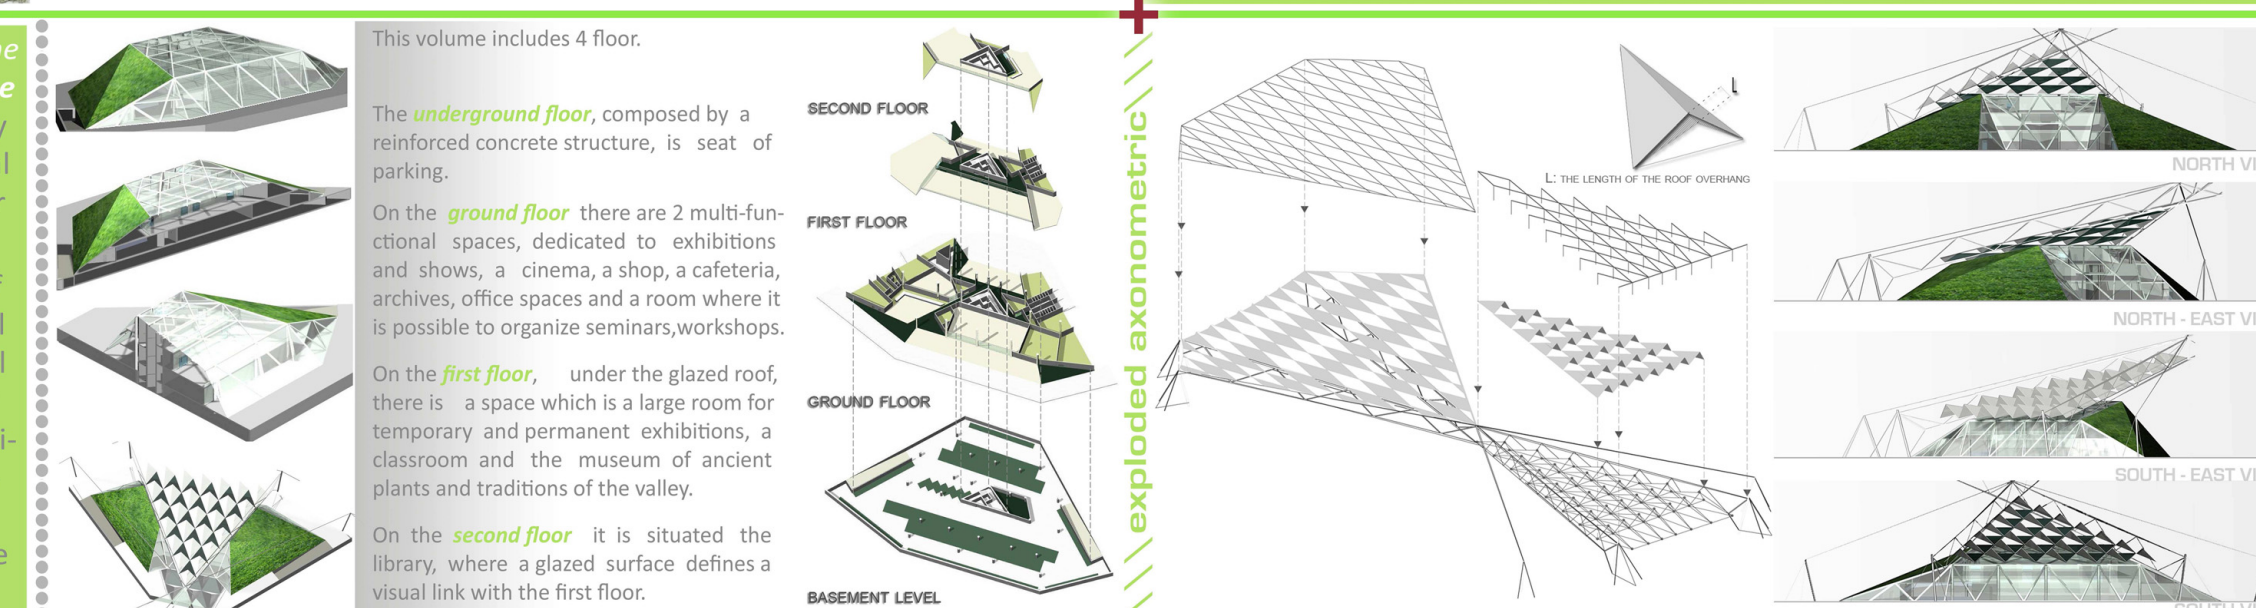 This volume includes 4 floor.
The underground floor, composed by a
reinforced concrete structure, is seat of
parking.
On the ground floor there are 2 multi-fun-
ctional spaces, dedicated to exhibitions
and shows, a cinema, a shop, a cafeteria,
archives, office spaces and a room where it
is possible to organize seminars,workshops.
On the first floor, under the glazed roof,
there is a space which is a large room for
temporary and permanent exhibitions, a
classroom and the museum of ancient
plants and traditions of the valley.
On the second floor it is situated the
library, where a glazed surface defines a
visual link with the first floor.
SECOND FLOOR
FIRST FLOOR
GROUND FLOOR
BASEMENT LEVEL
exploded axonometric
L
L: THE LENGTH OF THE ROOF OVERHANG
NORTH VI
NORTH - EAST VI
SOUTH - EAST VI